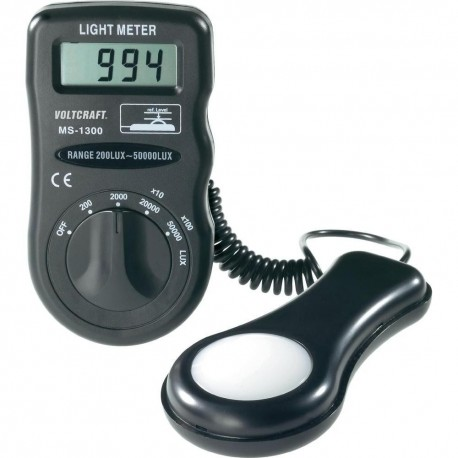 LIGHT METER
994
VOLTCRAFT®
ref. Level
MS-1300
RANGE 200LUX~50000LUX
CE
OFF 200 2000 x10 20000 x100 50000 LUX